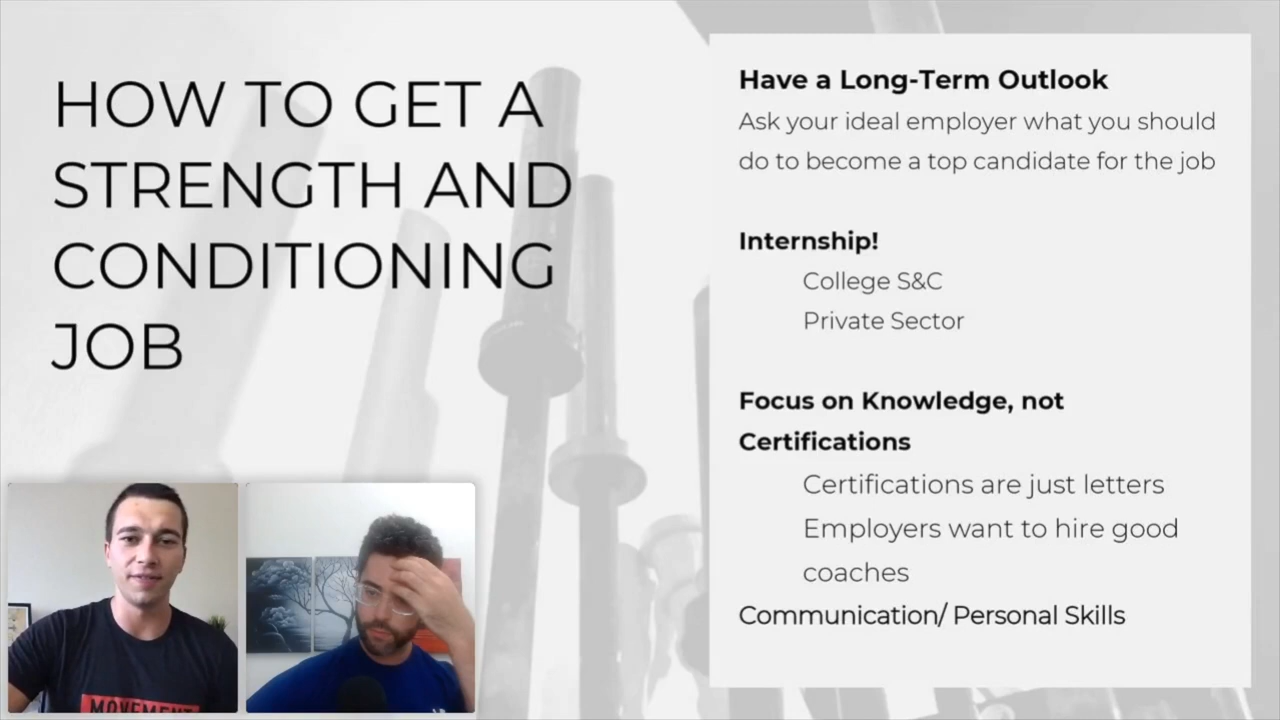 HOW TO GET A
STRENGTH AND
CONDITIONING
JOB
Have a Long-Term Outlook
Ask your ideal employer what you should
do to become a top candidate for the job
Internship!
College S&C
Private Sector
Focus on Knowledge, not
Certifications
Certifications are just letters
Employers want to hire good
coaches
Communication/ Personal Skills
MOVEMENT